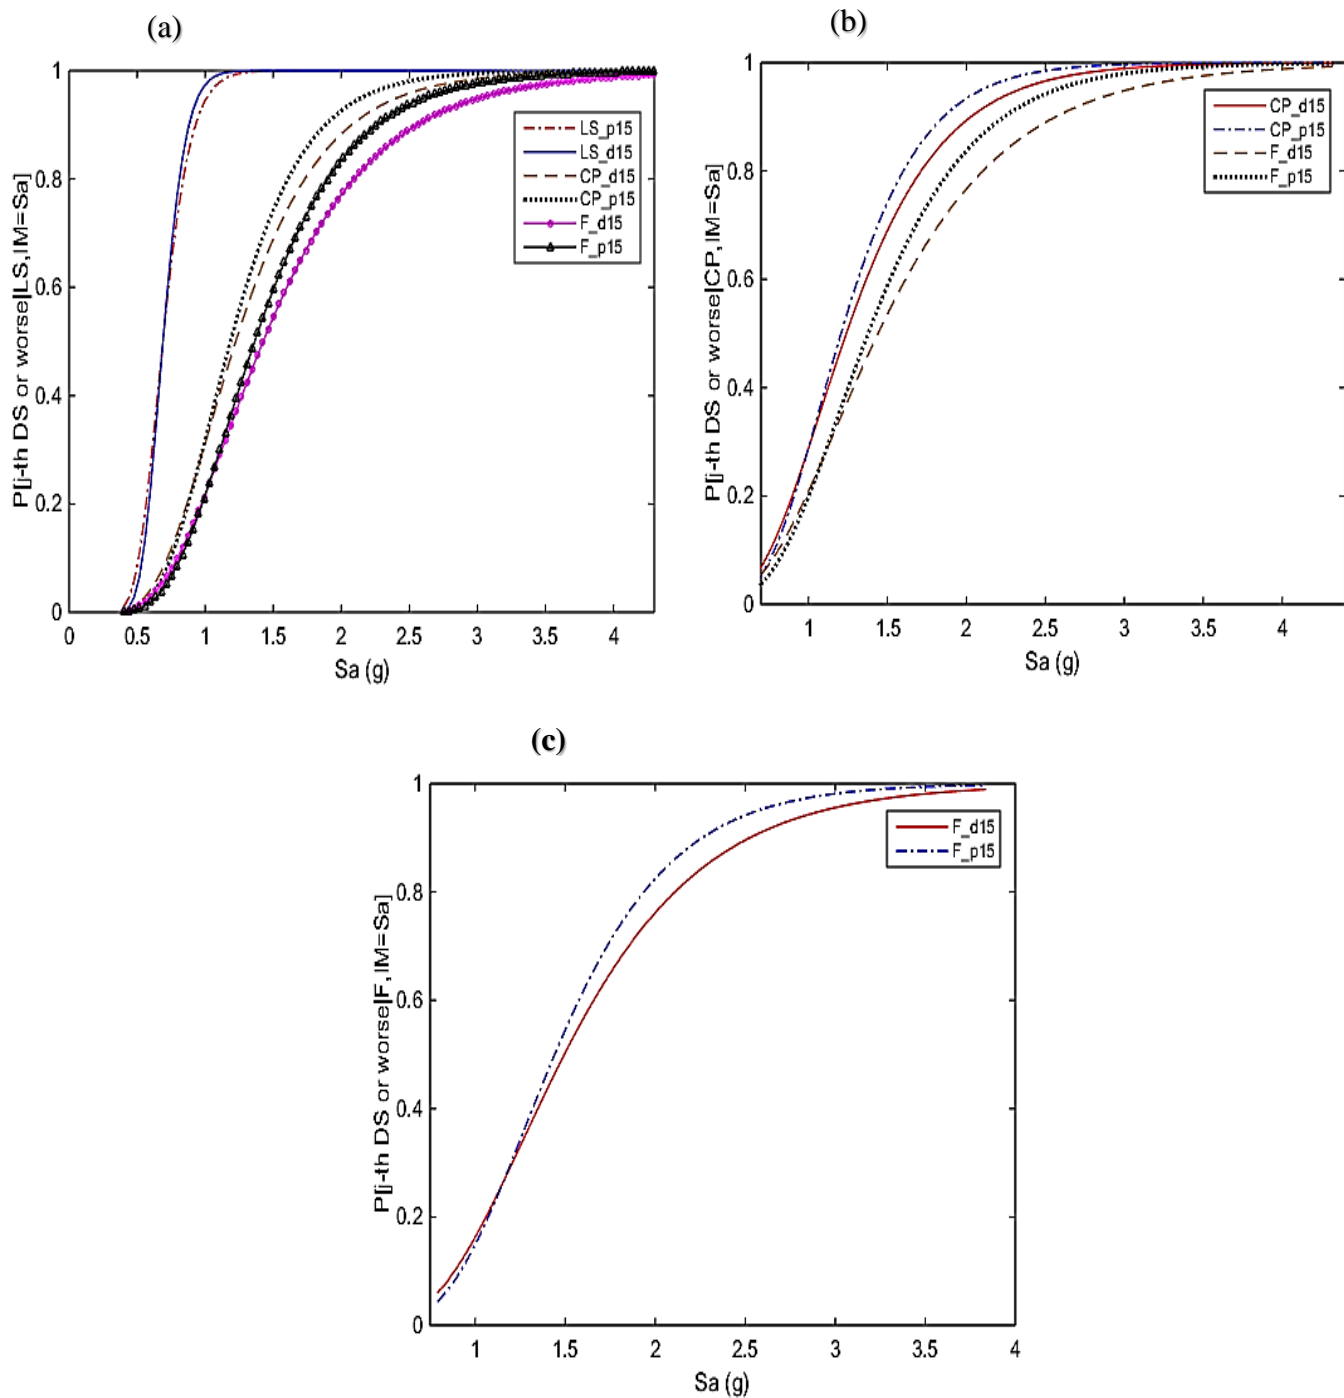 (a)
P[j-th DS or worse|LS,IM=Sa]
1
0.8
0.6
0.4
0.2
0
0 0.5 1 1.5 2 2.5 3 3.5 4
Sa (g)
LS_p15
LS_d15
CP_d15
CP_p15
F_d15
F_p15
(b)
P[j-th DS or worse|CP,IM=Sa]
1
0.8
0.6
0.4
0.2
0
1 1.5 2 2.5 3 3.5 4
Sa (g)
CP_d15
CP_p15
F_d15
F_p15
(c)
P[j-th DS or worse|F,IM=Sa]
1
0.8
0.6
0.4
0.2
0
1 1.5 2 2.5 3 3.5 4
Sa (g)
F_d15
F_p15